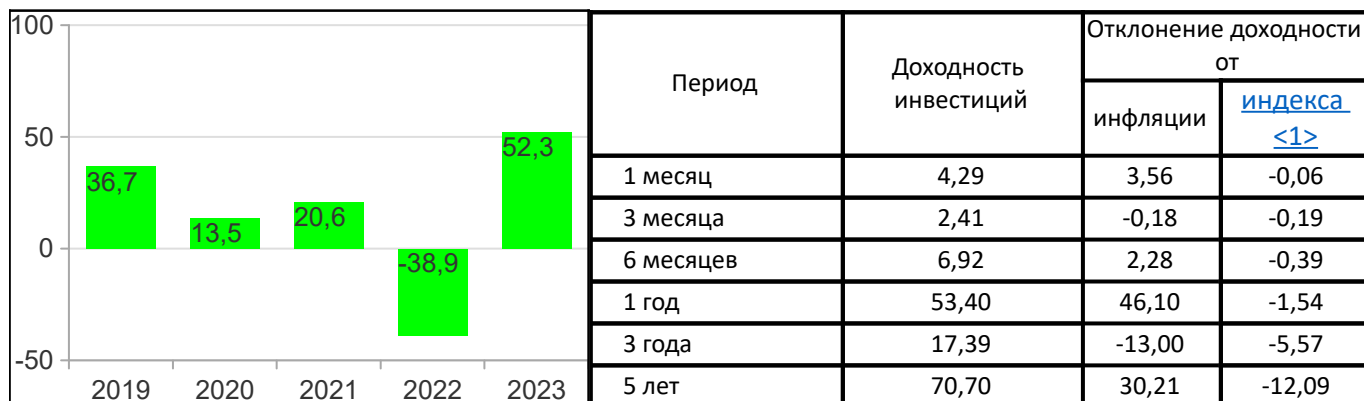 100
50
0
-50
36,7
13,5
20,6
-38,9
52,3
2019 2020 2021 2022 2023
Период
Доходность
инвестиций
Отклонение доходности
от
инфляции
индекса
<1>
1 месяц 4,29 3,56 -0,06
3 месяца 2,41 -0,18 -0,19
6 месяцев 6,92 2,28 -0,39
1 год 53,40 46,10 -1,54
3 года 17,39 -13,00 -5,57
5 лет 70,70 30,21 -12,09